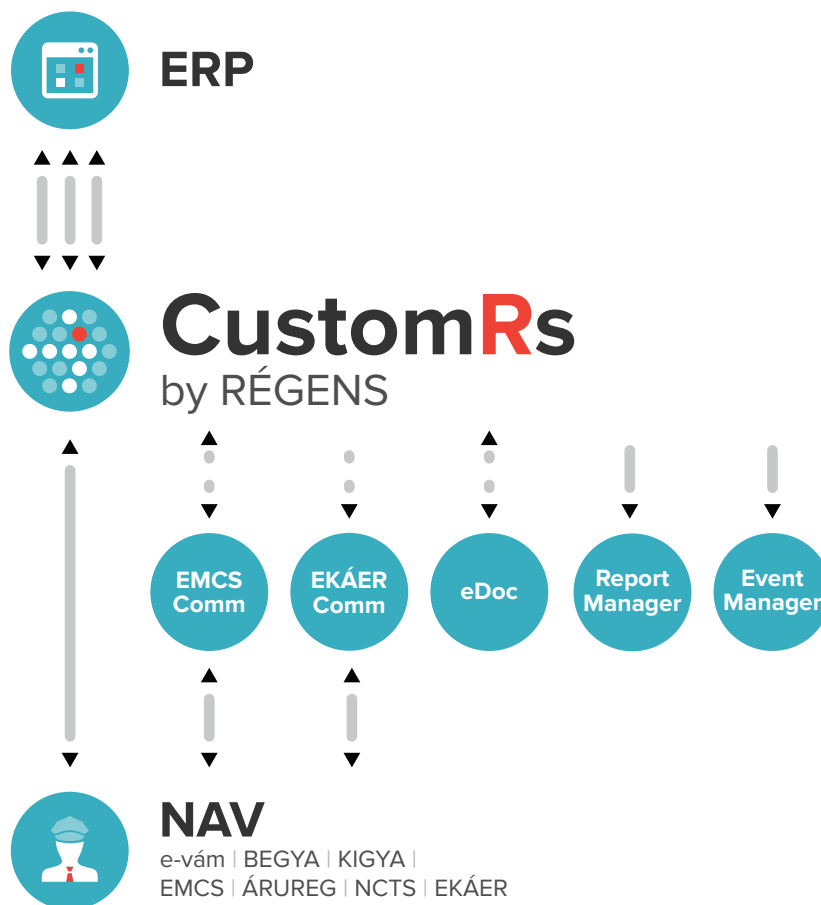 ERP
CustomRs
by RÉGENS
EMCS
Comm
EKÁER
Comm
eDoc
Report
Manager
Event
Manager
NAV
e-vám | BEGYA | KIGYA |
EMCS | ÁRUREG | NCTS | EKÁER